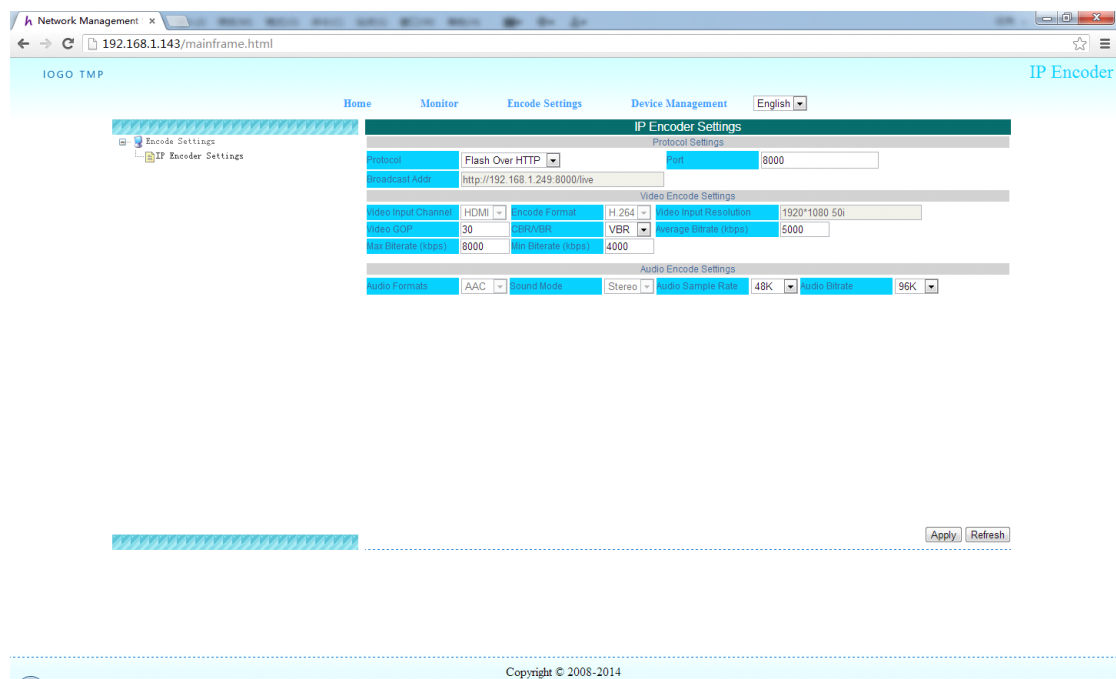 Network Management
192.168.1.143/mainframe.html
IOGO TMP
IP Encoder
Home Monitor Encode Settings Device Management English
Encode Settings
IP Encoder Settings
IP Encoder Settings
Protocol Settings
Protocol Flash Over HTTP Port 8000
Broadcast Addr http://192.168.1.249:8000/live
Video Encode Settings
Video Input Channel HDMI Encode Format H.264 Video Input Resolution 1920*1080 50i
Video GOP 30 CBR/VBR VBR Average Bitrate (kbps) 5000
Max Biterate (kbps) 8000 Min Biterate (kbps) 4000
Audio Encode Settings
Audio Formats AAC Sound Mode Stereo Audio Sample Rate 48K Audio Bitrate 96K
Apply Refresh
Copyright © 2008-2014